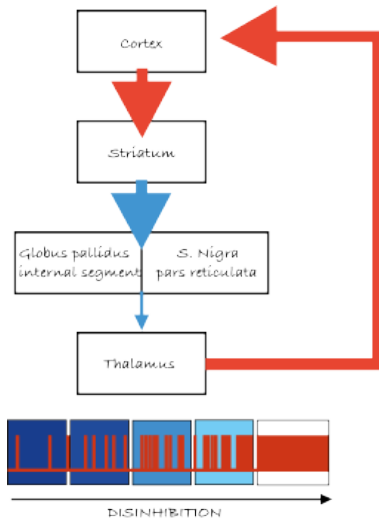 Cortex
Striatum
Globus pallidus
internal segment
S. Nigra
pars reticulata
Thalamus
DISINHIBITION